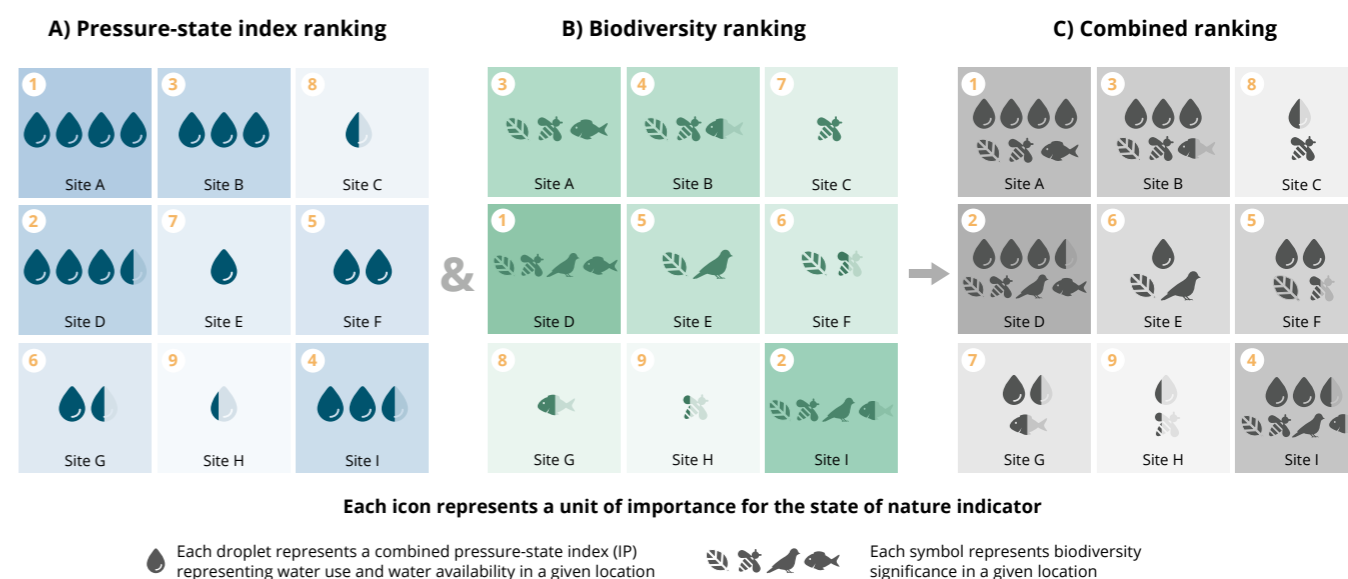 A) Pressure-state index ranking
B) Biodiversity ranking
C) Combined ranking
1
3
8
Site A
Site B
Site C
2
7
5
Site D
Site E
Site F
6
9
4
Site G
Site H
Site I
&
3
4
7
Site A
Site B
Site C
1
5
6
Site D
Site E
Site F
8
9
2
Site G
Site H
Site I
1
3
8
Site A
Site B
Site C
2
6
5
Site D
Site E
Site F
7
9
4
Site G
Site H
Site I
Each icon represents a unit of importance for the state of nature indicator
Each droplet represents a combined pressure-state index (IP)
representing water use and water availability in a given location
Each symbol represents biodiversity
significance in a given location